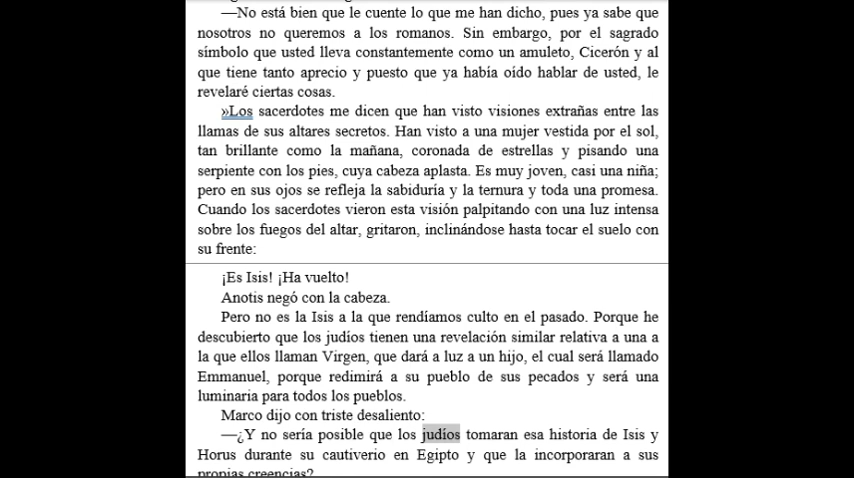 —No está bien que le cuente lo que me han dicho, pues ya sabe que
nosotros no queremos a los romanos. Sin embargo, por el sagrado
símbolo que usted lleva constantemente como un amuleto, Cicerón y al
que tiene tanto aprecio y puesto que ya había oído hablar de usted, le
revelaré ciertas cosas.
»Los sacerdotes me dicen que han visto visiones extrañas entre las
llamas de sus altares secretos. Han visto a una mujer vestida por el sol,
tan brillante como la mañana, coronada de estrellas y pisando una
serpiente con los pies, cuya cabeza aplasta. Es muy joven, casi una niña;
pero en sus ojos se refleja la sabiduría y la ternura y toda una promesa.
Cuando los sacerdotes vieron esta visión palpitando con una luz intensa
sobre los fuegos del altar, gritaron, inclinándose hasta tocar el suelo con
su frente:
¡Es Isis! ¡Ha vuelto!
Anotis negó con la cabeza.
Pero no es la Isis a la que rendíamos culto en el pasado. Porque he
descubierto que los judíos tienen una revelación similar relativa a una a
la que ellos llaman Virgen, que dará a luz a un hijo, el cual será llamado
Emmanuel, porque redimirá a su pueblo de sus pecados y será una
luminaria para todos los pueblos.
Marco dijo con triste desaliento:
—¿Y no sería posible que los judíos tomaran esa historia de Isis y
Horus durante su cautiverio en Egipto y que la incorporaran a sus
propias creencias?